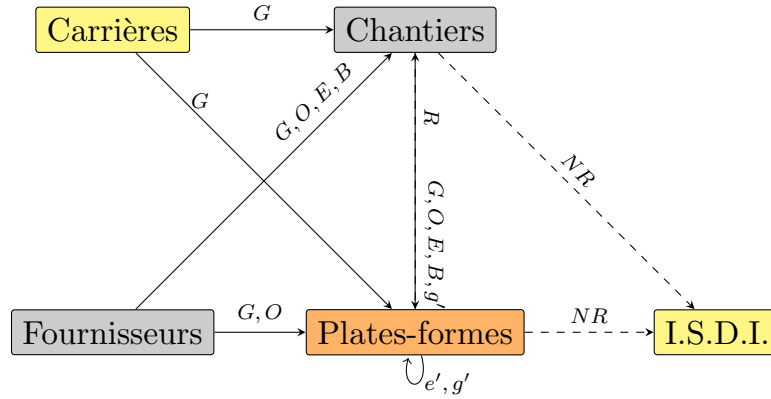 Carrières
G
Chantiers
G
G, O, E, B
R
G, O, E, B, g′
NR
Fournisseurs
G, O
Plates-formes
NR
I.S.D.I.
e′, g′